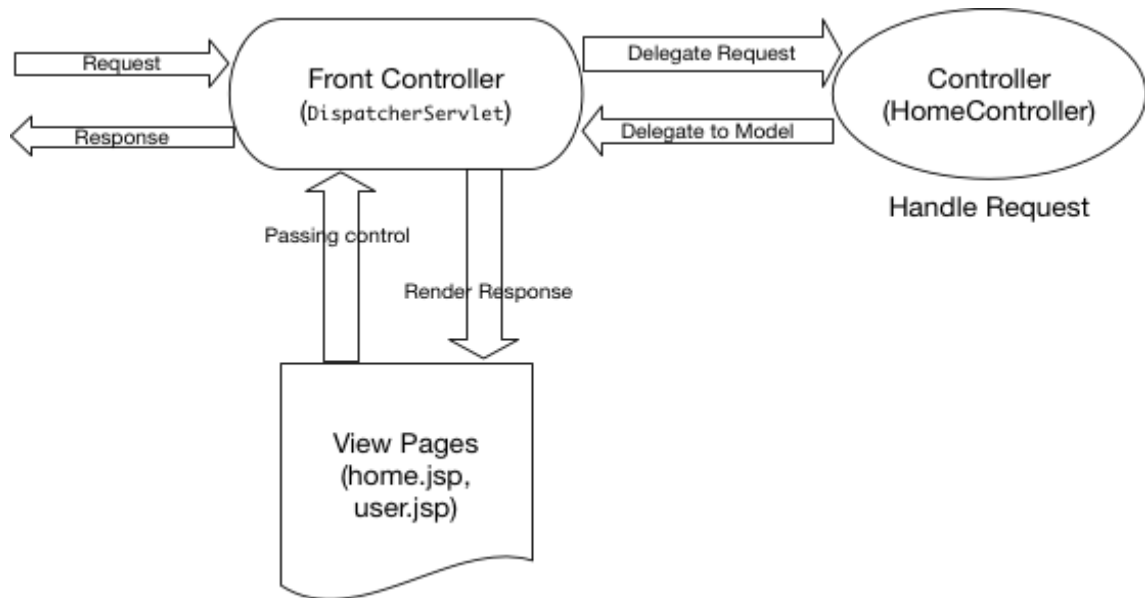 Request
Response
Front Controller
(DispatcherServlet)
Delegate Request
Delegate to Model
Controller
(HomeController)
Handle Request
Passing control
Render Response
View Pages
(home.jsp,
user.jsp)